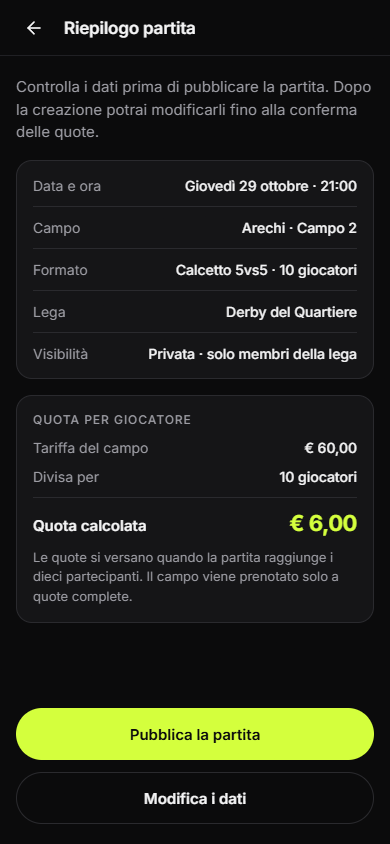 Riepilogo partita
Controlla i dati prima di pubblicare la partita. Dopo
la creazione potrai modificarli fino alla conferma
delle quote.
Data e ora Giovedì 29 ottobre · 21:00
Campo Arechi · Campo 2
Formato Calcetto 5vs5 · 10 giocatori
Lega Derby del Quartiere
Visibilità Privata · solo membri della lega
QUOTA PER GIOCATORE
Tariffa del campo € 60,00
Divisa per 10 giocatori
Quota calcolata € 6,00
Le quote si versano quando la partita raggiunge i
dieci partecipanti. Il campo viene prenotato solo a
quote complete.
Pubblica la partita
Modifica i dati